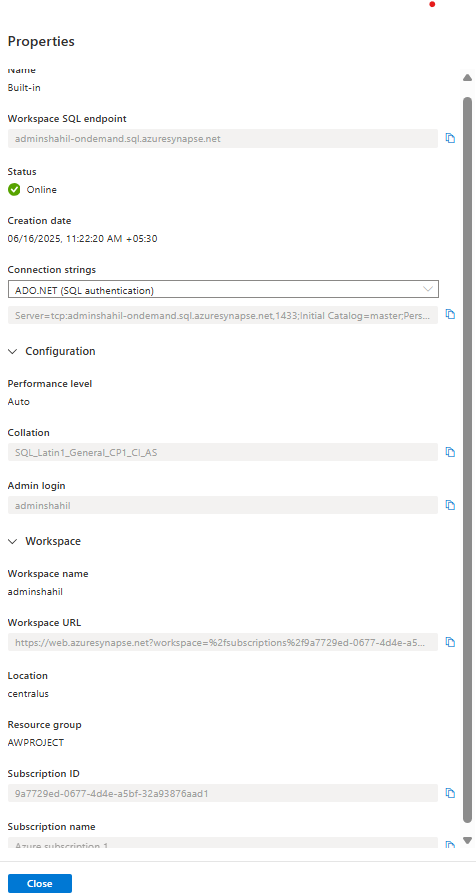 Properties
Name
Built-in
Workspace SQL endpoint
adminshahil-ondemand.sql.azuresynapse.net
Status
Online
Creation date
06/16/2025, 11:22:20 AM +05:30
Connection strings
ADO.NET (SQL authentication)
Server=tcp:adminshahil-ondemand.sql.azuresynapse.net,1433;Initial Catalog=master;Pers...
Configuration
Performance level
Auto
Collation
SQL_Latin1_General_CP1_CI_AS
Admin login
adminshahil
Workspace
Workspace name
adminshahil
Workspace URL
https://web.azuresynapse.net?workspace=%2fsubscriptions%2f9a7729ed-0677-4d4e-a5...
Location
centralus
Resource group
AWPROJECT
Subscription ID
9a7729ed-0677-4d4e-a5bf-32a93876aad1
Subscription name
Azure subscription 1
Close